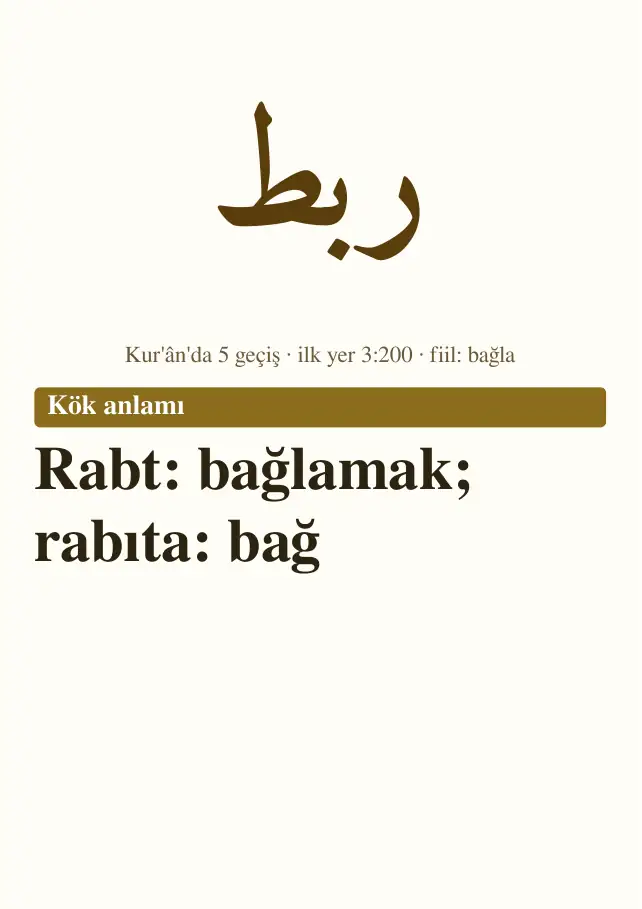 ربط
Kur'ân'da 5 geçiş · ilk yer 3:200 · fiil: bağla
Kök anlamı
Rabt: bağlamak;
rabıta: bağ